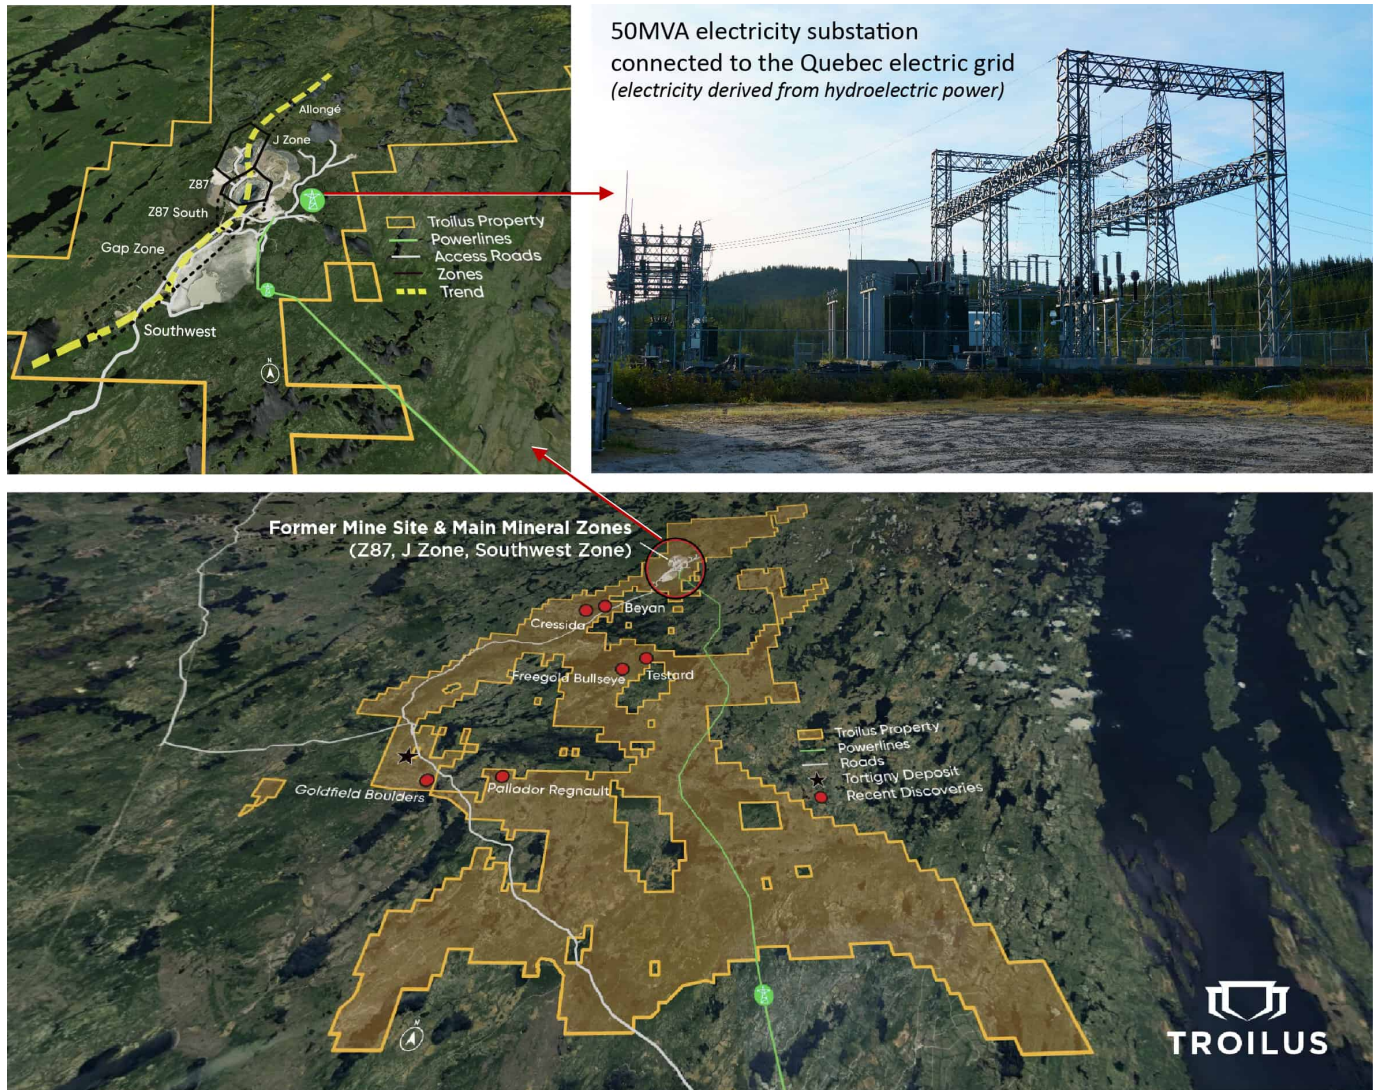 Allongé
J Zone
Z87
Z87 South
Gap Zone
Southwest
Troilus Property
Powerlines
Access Roads
Zones
Trend
N
50MVA electricity substation
connected to the Quebec electric grid
(electricity derived from hydroelectric power)
Former Mine Site & Main Mineral Zones
(Z87, J Zone, Southwest Zone)
Beyan
Cressida
Freegold Bullseye
Testard
Goldfield Boulders
Pallador Regnault
Troilus Property
Powerlines
Roads
Tortigny Deposit
Recent Discoveries
N
TROILUS